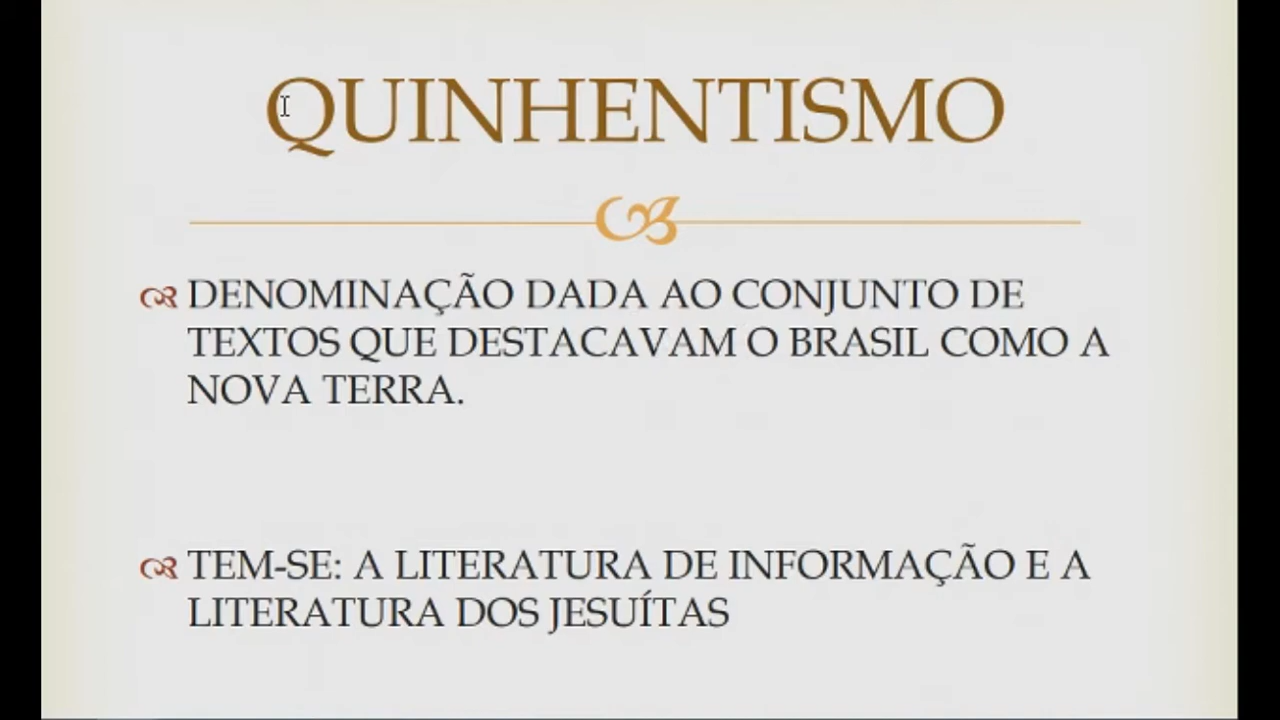 QUINHENTISMO
DENOMINAÇÃO DADA AO CONJUNTO DE
TEXTOS QUE DESTACAVAM O BRASIL COMO A
NOVA TERRA.
TEM-SE: A LITERATURA DE INFORMAÇÃO E A
LITERATURA DOS JESUÍTAS